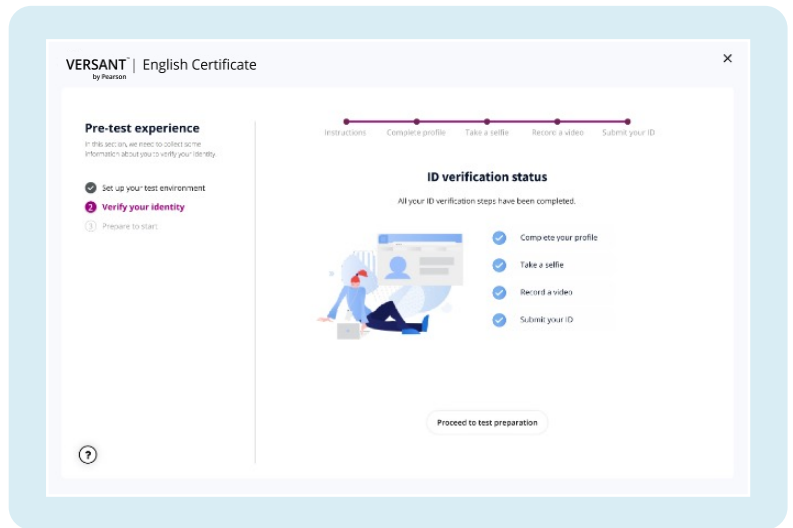 VERSANT™ | English Certificate
by Pearson
Pre-test experience
In this section, we need to collect some
information about you to verify your identity.
Set up your test environment
2 Verify your identity
3 Prepare to start
Instructions Complete profile Take a selfie Record a video Submit your ID
ID verification status
All your ID verification steps have been completed.
Complete your profile
Take a selfie
Record a video
Submit your ID
Proceed to test preparation
?